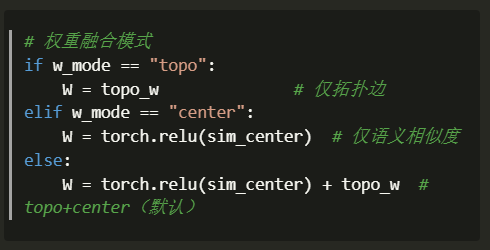 # 权重融合模式
if w_mode == "topo":
    W = topo_w              # 仅拓扑边
elif w_mode == "center":
    W = torch.relu(sim_center)  # 仅语义相似度
else:
    W = torch.relu(sim_center) + topo_w  #
topo+center（默认）